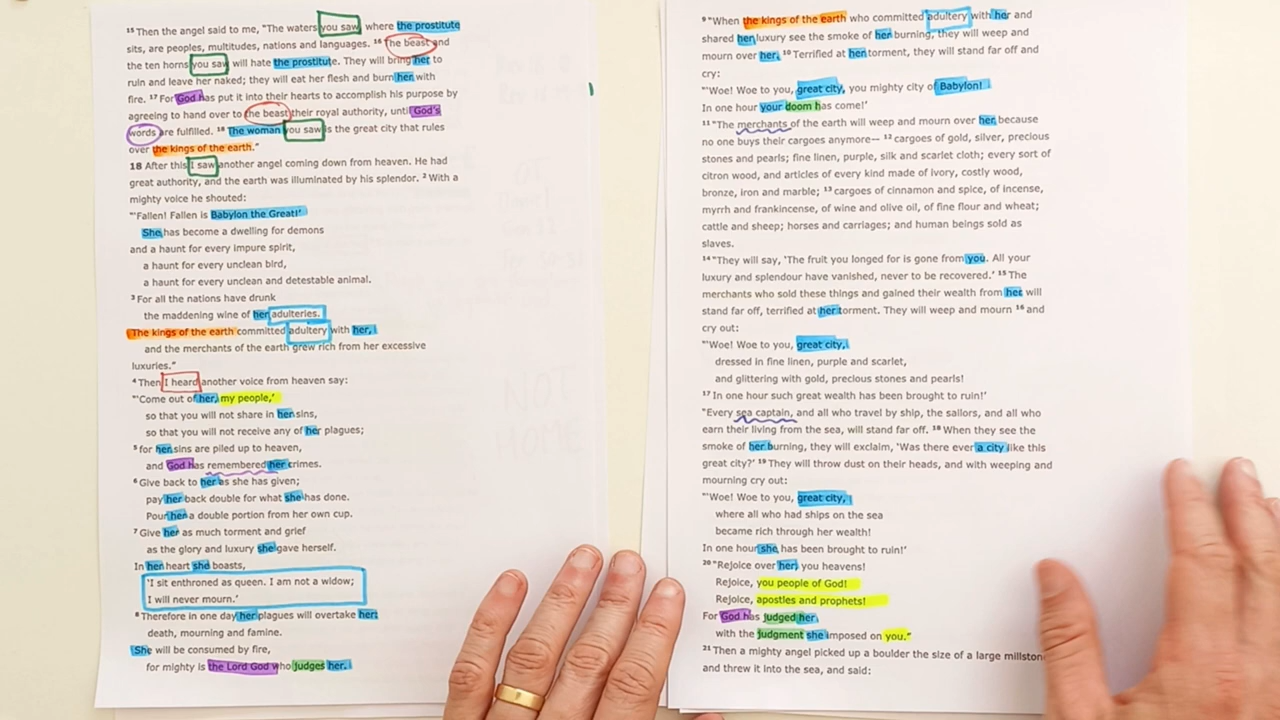 ¹⁵ Then the angel said to me, "The waters you saw, where the prostitute
sits, are peoples, multitudes, nations and languages. ¹⁶ The beast and
the ten horns you saw will hate the prostitute. They will bring her to
ruin and leave her naked; they will eat her flesh and burn her with
fire. ¹⁷ For God has put it into their hearts to accomplish his purpose by
agreeing to hand over to the beast their royal authority, until God's
words are fulfilled. ¹⁸ The woman you saw is the great city that rules
over the kings of the earth."
18 After this I saw another angel coming down from heaven. He had
great authority, and the earth was illuminated by his splendor. ² With a
mighty voice he shouted:
"'Fallen! Fallen is Babylon the Great!'
She has become a dwelling for demons
and a haunt for every impure spirit,
a haunt for every unclean bird,
a haunt for every unclean and detestable animal.
³ For all the nations have drunk
the maddening wine of her adulteries.
The kings of the earth committed adultery with her,
and the merchants of the earth grew rich from her excessive
luxuries."
⁴ Then I heard another voice from heaven say:
"'Come out of her, my people,'
so that you will not share in her sins,
so that you will not receive any of her plagues;
⁵ for her sins are piled up to heaven,
and God has remembered her crimes.
⁶ Give back to her as she has given;
pay her back double for what she has done.
Pour her a double portion from her own cup.
⁷ Give her as much torment and grief
as the glory and luxury she gave herself.
In her heart she boasts,
'I sit enthroned as queen. I am not a widow;
I will never mourn.'
⁸ Therefore in one day her plagues will overtake her:
death, mourning and famine.
She will be consumed by fire,
for mighty is the Lord God who judges her.
⁹ "When the kings of the earth who committed adultery with her and
shared her luxury see the smoke of her burning, they will weep and
mourn over her. ¹⁰ Terrified at her torment, they will stand far off and
cry:
"'Woe! Woe to you, great city, you mighty city of Babylon!
In one hour your doom has come!'
¹¹ "The merchants of the earth will weep and mourn over her because
no one buys their cargoes anymore-- ¹² cargoes of gold, silver, precious
stones and pearls; fine linen, purple, silk and scarlet cloth; every sort of
citron wood, and articles of every kind made of ivory, costly wood,
bronze, iron and marble; ¹³ cargoes of cinnamon and spice, of incense,
myrrh and frankincense, of wine and olive oil, of fine flour and wheat;
cattle and sheep; horses and carriages; and human beings sold as
slaves.
¹⁴ "They will say, 'The fruit you longed for is gone from you. All your
luxury and splendour have vanished, never to be recovered.' ¹⁵ The
merchants who sold these things and gained their wealth from her will
stand far off, terrified at her torment. They will weep and mourn ¹⁶ and
cry out:
"'Woe! Woe to you, great city,
dressed in fine linen, purple and scarlet,
and glittering with gold, precious stones and pearls!
¹⁷ In one hour such great wealth has been brought to ruin!'
"Every sea captain, and all who travel by ship, the sailors, and all who
earn their living from the sea, will stand far off. ¹⁸ When they see the
smoke of her burning, they will exclaim, 'Was there ever a city like this
great city?' ¹⁹ They will throw dust on their heads, and with weeping and
mourning cry out:
"'Woe! Woe to you, great city,
where all who had ships on the sea
became rich through her wealth!
In one hour she has been brought to ruin!'
²⁰ "Rejoice over her, you heavens!
Rejoice, you people of God!
Rejoice, apostles and prophets!
For God has judged her
with the judgment she imposed on you."
²¹ Then a mighty angel picked up a boulder the size of a large millstone
and threw it into the sea, and said: